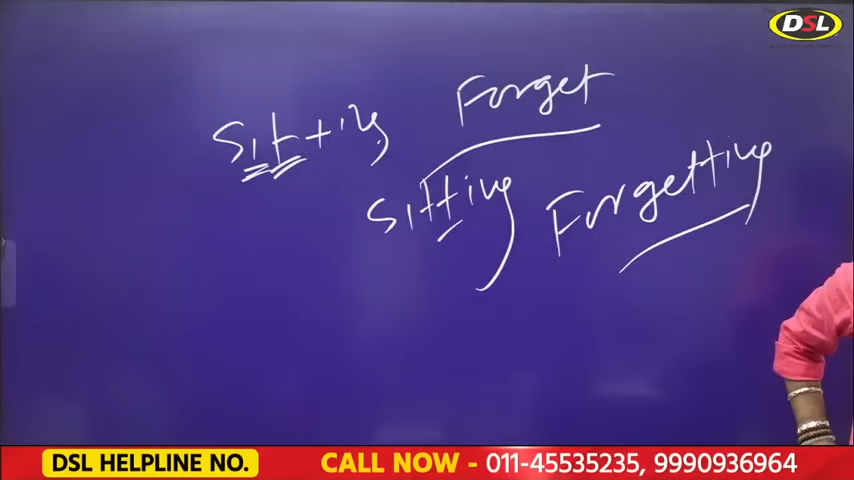 DSL
Sit + ing Forget
Sitting Forgetting
DSL HELPLINE NO. CALL NOW - 011-45535235, 9990936964